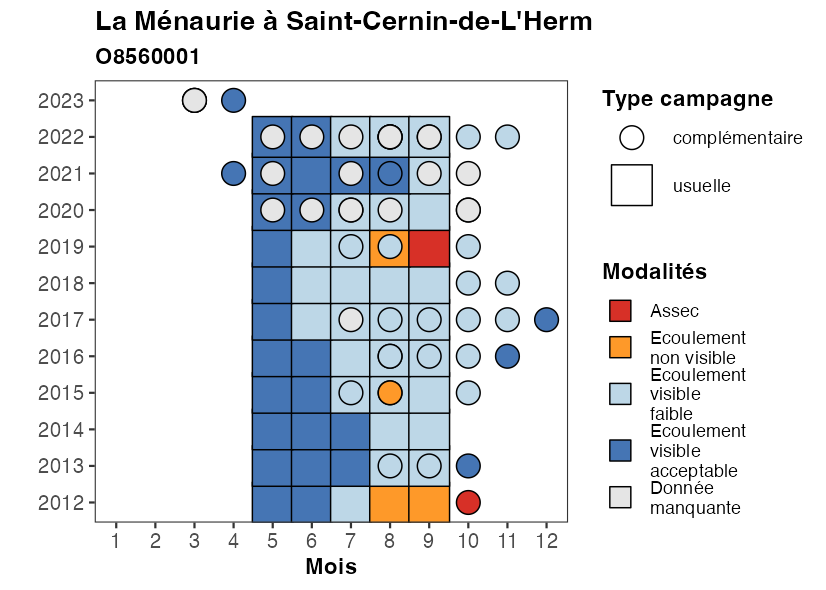 La Ménaurie à Saint-Cernin-de-L'Herm
O8560001
2023
2022
2021
2020
2019
2018
2017
2016
2015
2014
2013
2012
1 2 3 4 5 6 7 8 9 10 11 12
Mois
Type campagne
complémentaire
usuelle
Modalités
Assec
Ecoulement
non visible
Ecoulement
visible
faible
Ecoulement
visible
acceptable
Donnée
manquante